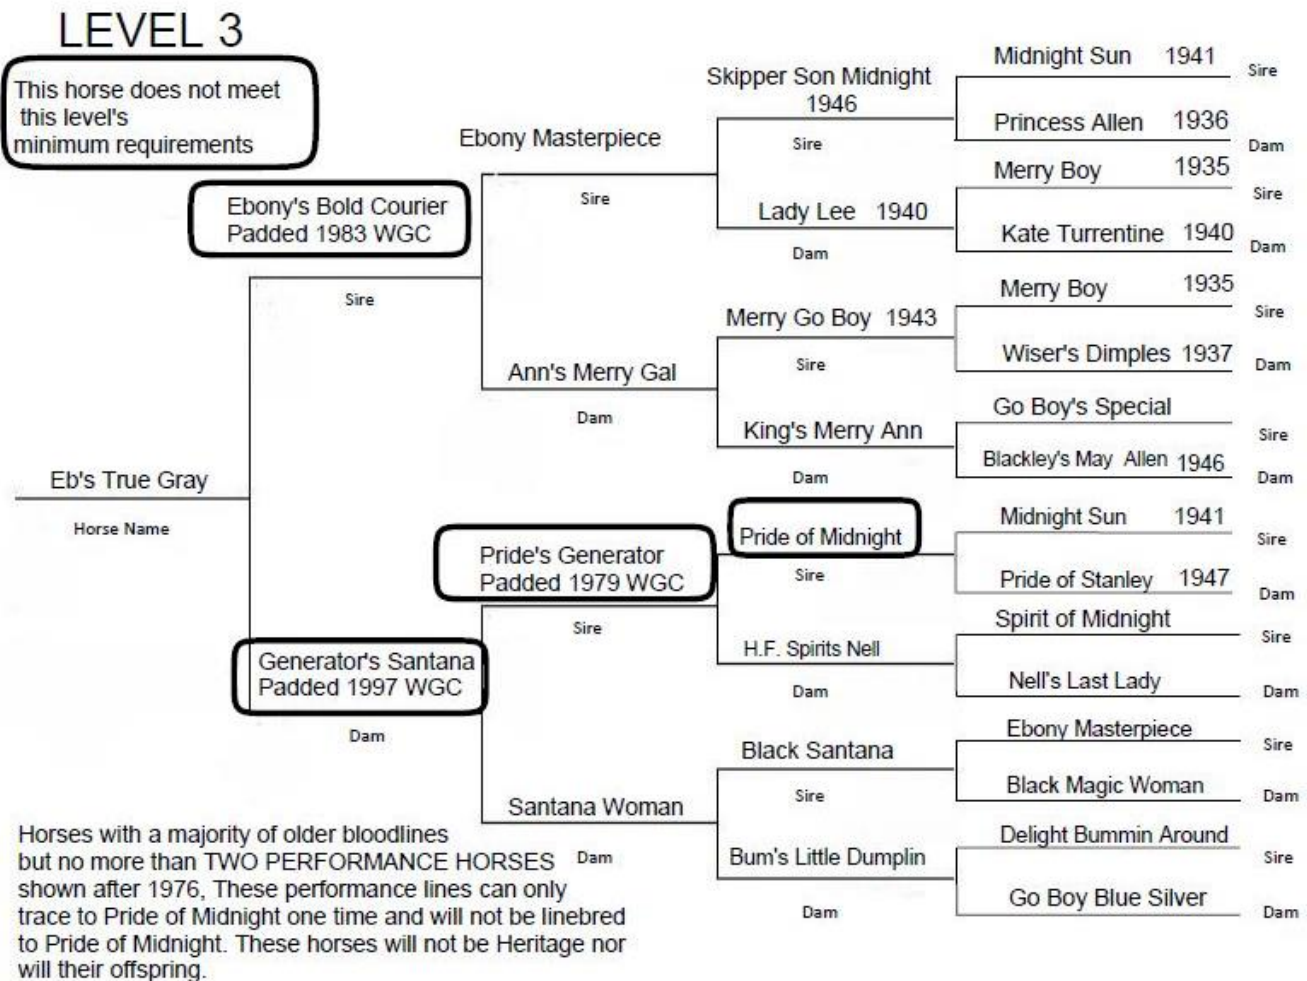 LEVEL 3
This horse does not meet
this level's
minimum requirements
Midnight Sun 1941
Sire
Skipper Son Midnight
1946
Sire
Princess Allen 1936
Dam
Ebony Masterpiece
Sire
Merry Boy 1935
Sire
Lady Lee 1940
Dam
Kate Turrentine 1940
Dam
Ebony's Bold Courier
Padded 1983 WGC
Sire
Merry Boy 1935
Sire
Merry Go Boy 1943
Sire
Wiser's Dimples 1937
Dam
Ann's Merry Gal
Dam
Go Boy's Special
Sire
King's Merry Ann
Dam
Blackley's May Allen 1946
Dam
Eb's True Gray
Horse Name
Midnight Sun 1941
Sire
Pride of Midnight
Sire
Pride of Stanley 1947
Dam
Pride's Generator
Padded 1979 WGC
Sire
Spirit of Midnight
Sire
H.F. Spirits Nell
Dam
Nell's Last Lady
Dam
Generator's Santana
Padded 1997 WGC
Dam
Ebony Masterpiece
Sire
Black Santana
Sire
Black Magic Woman
Dam
Santana Woman
Dam
Delight Bummin Around
Sire
Bum's Little Dumplin
Dam
Go Boy Blue Silver
Dam
Horses with a majority of older bloodlines
but no more than TWO PERFORMANCE HORSES
shown after 1976, These performance lines can only
trace to Pride of Midnight one time and will not be linebred
to Pride of Midnight. These horses will not be Heritage nor
will their offspring.